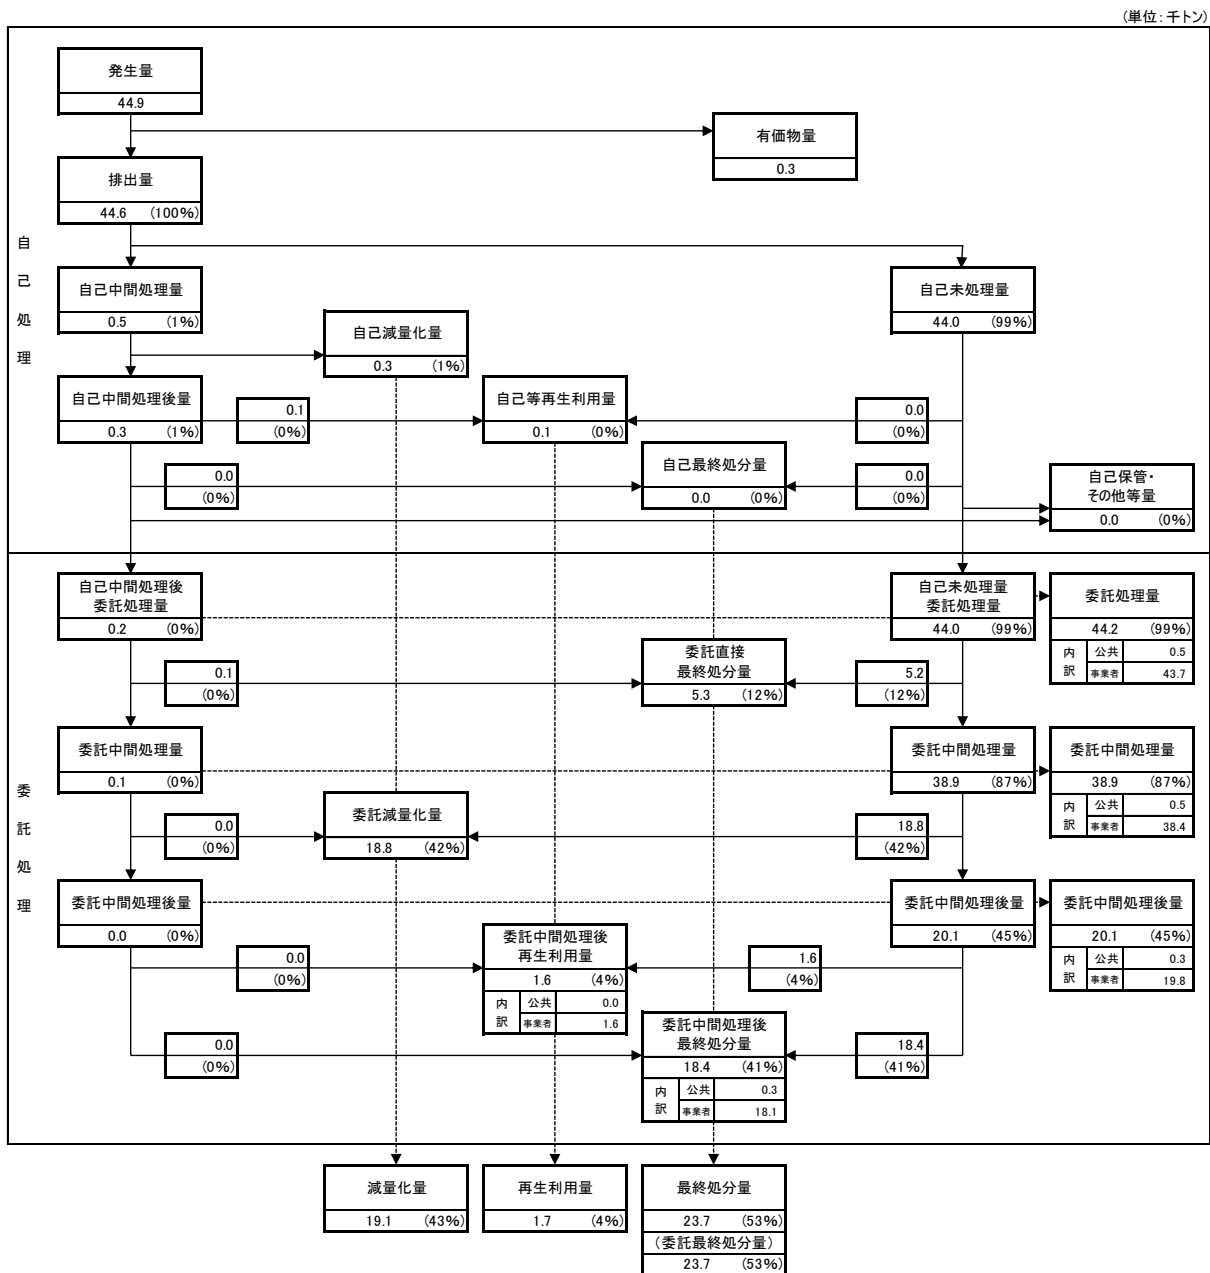 (単位:千トン)
発生量
44.9
有価物量
0.3
排出量
44.6 (100%)
自己処理
自己中間処理量
0.5 (1%)
自己未処理量
44.0 (99%)
自己減量化量
0.3 (1%)
自己中間処理後量
0.3 (1%)
0.1
(0%)
自己等再生利用量
0.1 (0%)
0.0
(0%)
0.0
(0%)
自己最終処分量
0.0 (0%)
0.0
(0%)
自己保管・
その他等量
0.0 (0%)
自己中間処理後
委託処理量
0.2 (0%)
自己未処理量
委託処理量
44.0 (99%)
委託処理量
44.2 (99%)
内訳
公共 0.5
事業者 43.7
0.1
(0%)
委託直接
最終処分量
5.3 (12%)
5.2
(12%)
委託処理
委託中間処理量
0.1 (0%)
委託中間処理量
38.9 (87%)
委託中間処理量
38.9 (87%)
内訳
公共 0.5
事業者 38.4
0.0
(0%)
委託減量化量
18.8 (42%)
18.8
(42%)
委託中間処理後量
0.0 (0%)
委託中間処理後量
20.1 (45%)
委託中間処理後量
20.1 (45%)
内訳
公共 0.3
事業者 19.8
0.0
(0%)
委託中間処理後
再生利用量
1.6 (4%)
内訳
公共 0.0
事業者 1.6
1.6
(4%)
0.0
(0%)
委託中間処理後
最終処分量
18.4 (41%)
内訳
公共 0.3
事業者 18.1
18.4
(41%)
減量化量
19.1 (43%)
再生利用量
1.7 (4%)
最終処分量
23.7 (53%)
(委託最終処分量)
23.7 (53%)